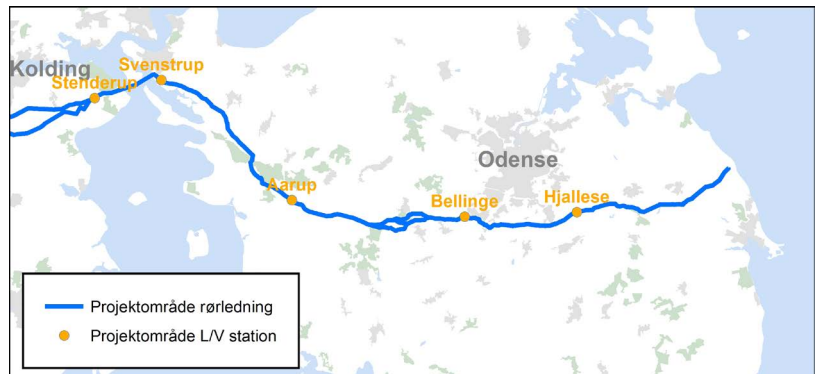 Svenstrup
Kolding
Stenderup
Odense
Aarup
Bellinge
Hjallese
Projektområde rørledning
Projektområde L/V station